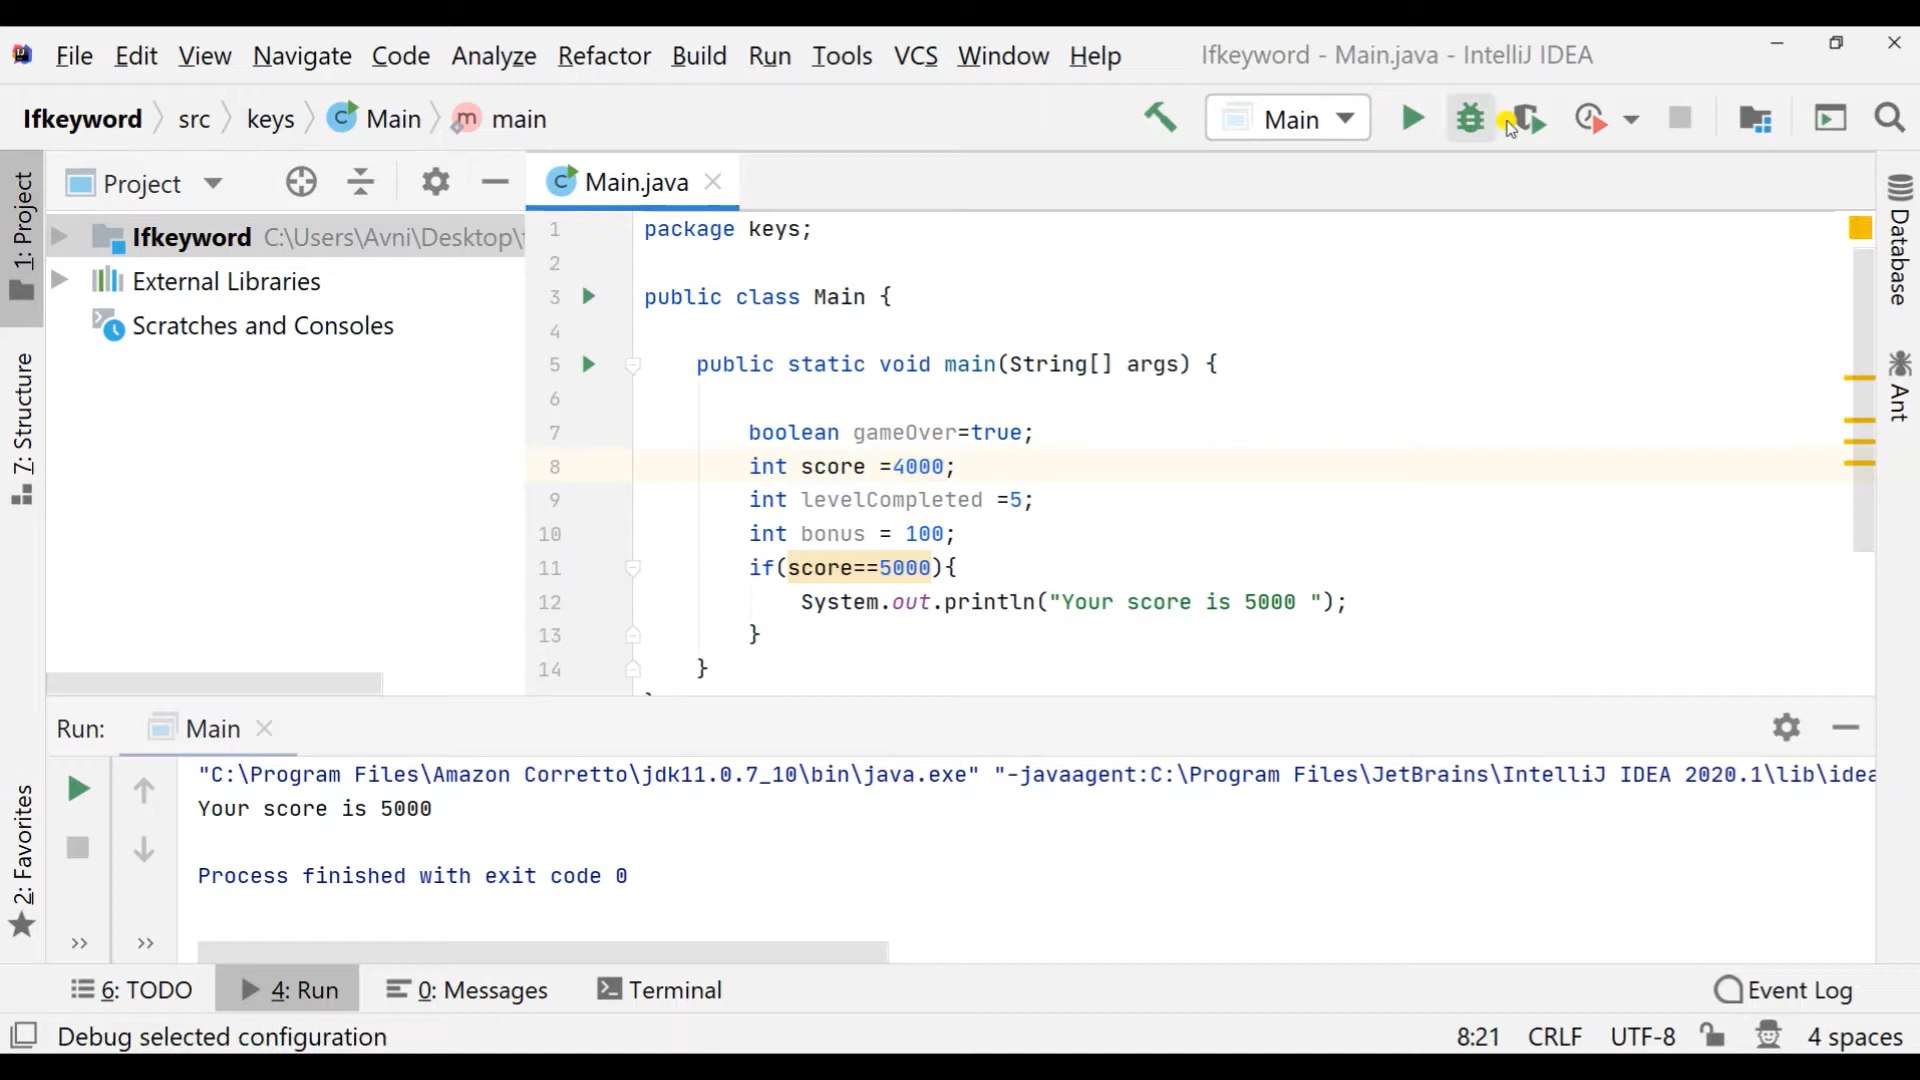 File Edit View Navigate Code Analyze Refactor Build Run Tools VCS Window Help Ifkeyword - Main.java - IntelliJ IDEA
Ifkeyword src keys Main main Main
1: Project
7: Structure
2: Favorites
Project
Ifkeyword C:\Users\Avni\Desktop\
External Libraries
Scratches and Consoles
Main.java
1 package keys;
2
3 public class Main {
4
5 public static void main(String[] args) {
6
7 boolean gameOver=true;
8 int score =4000;
9 int levelCompleted =5;
10 int bonus = 100;
11 if(score==5000){
12 System.out.println("Your score is 5000 ");
13 }
14 }
Database
Ant
Run: Main
"C:\Program Files\Amazon Corretto\jdk11.0.7_10\bin\java.exe" "-javaagent:C:\Program Files\JetBrains\IntelliJ IDEA 2020.1\lib\idea
Your score is 5000
Process finished with exit code 0
6: TODO 4: Run 0: Messages Terminal Event Log
Debug selected configuration 8:21 CRLF UTF-8 4 spaces